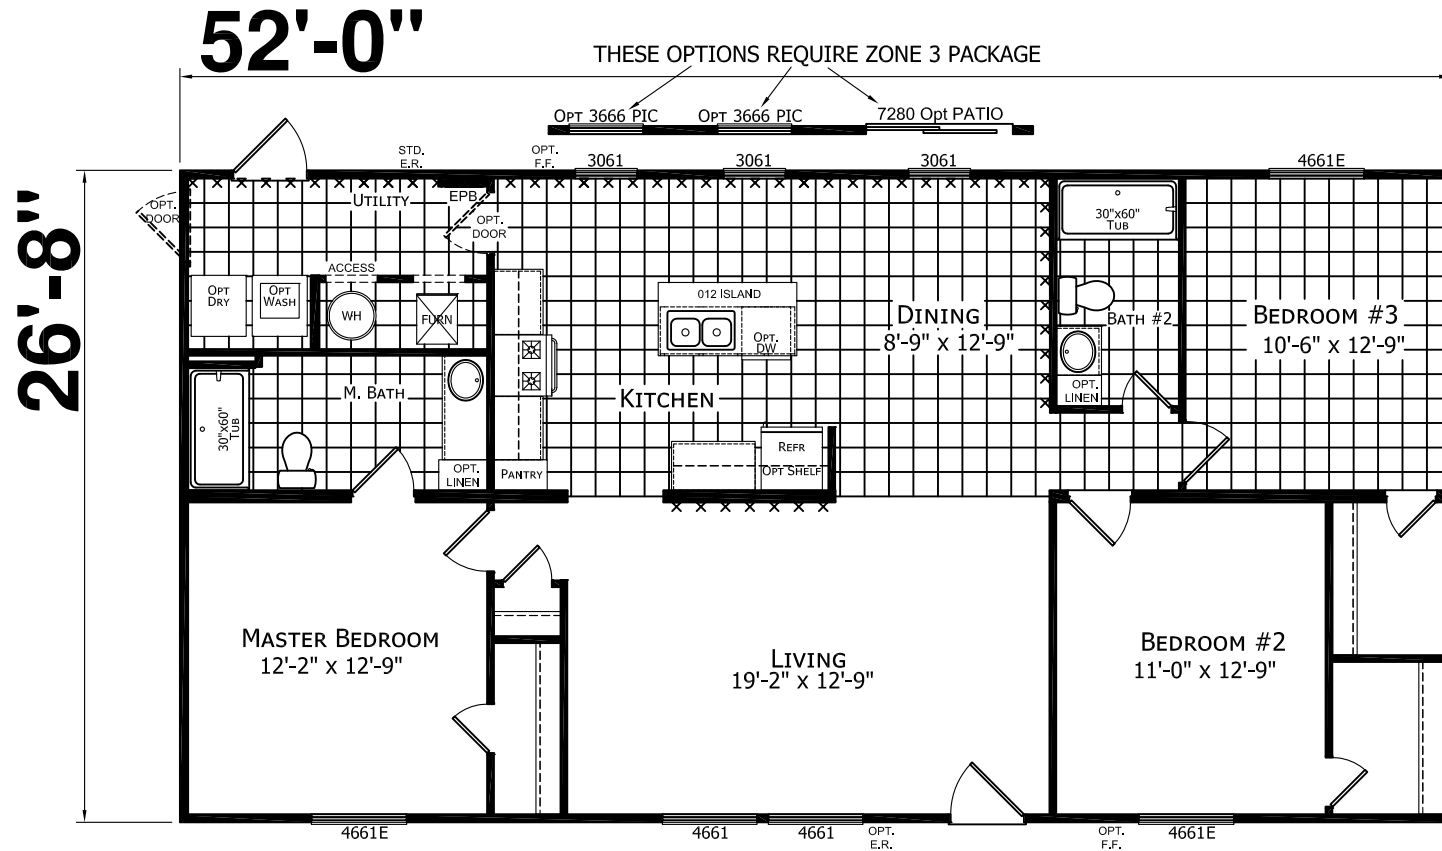 52'-0"
THESE OPTIONS REQUIRE ZONE 3 PACKAGE
OPT 3666 PIC
OPT 3666 PIC
7280 Opt PATIO
STD.
E.R.
OPT.
F.F.
3061
3061
3061
4661E
26'-8"
OPT.
DOOR
UTILITY
EPB
OPT.
DOOR
ACCESS
OPT
DRY
OPT
WASH
WH
FURN
012 ISLAND
OPT.
DW
DINING
8'-9" x 12'-9"
30"x60"
TUB
BATH #2
OPT.
LINEN
BEDROOM #3
10'-6" x 12'-9"
M. BATH
30"x60"
TUB
OPT.
LINEN
PANTRY
KITCHEN
REFR
OPT SHELF
MASTER BEDROOM
12'-2" x 12'-9"
LIVING
19'-2" x 12'-9"
BEDROOM #2
11'-0" x 12'-9"
4661E
4661
4661
OPT.
E.R.
OPT.
F.F.
4661E